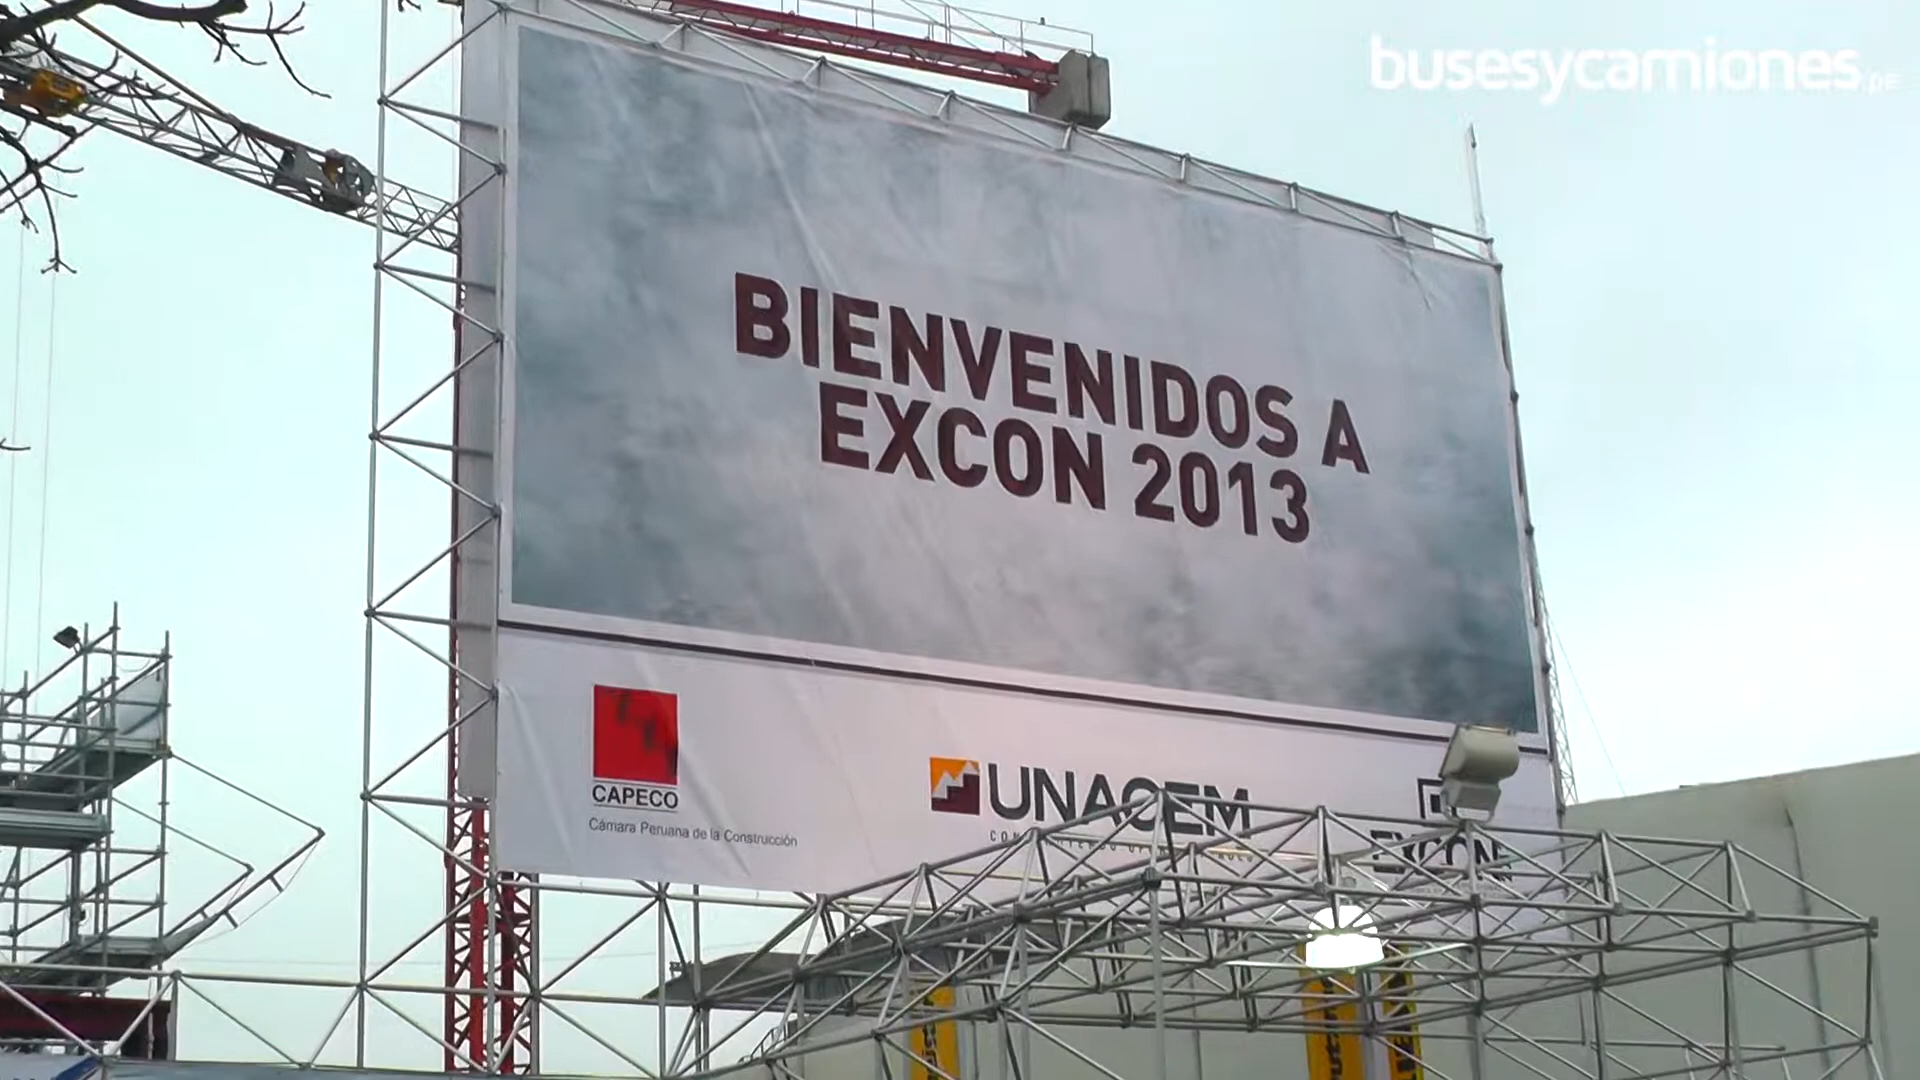 busesycamiones.pe
BIENVENIDOS A
EXCON 2013
CAPECO
Cámara Peruana de la Construcción
UNACEM
EXCON